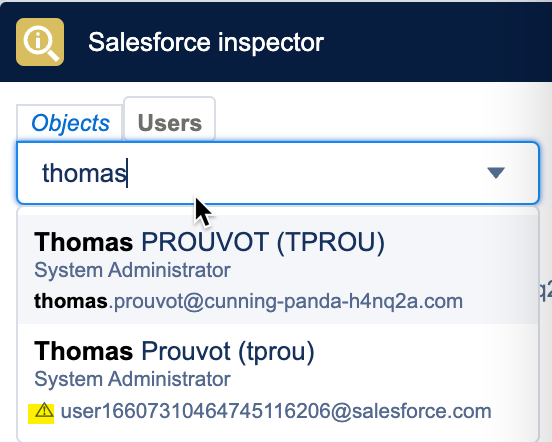 Salesforce inspector
Objects Users
thomas
Thomas PROUVOT (TPROU)
System Administrator
thomas.prouvot@cunning-panda-h4nq2a.com
Thomas Prouvot (tprou)
System Administrator
⚠ user16607310464745116206@salesforce.com